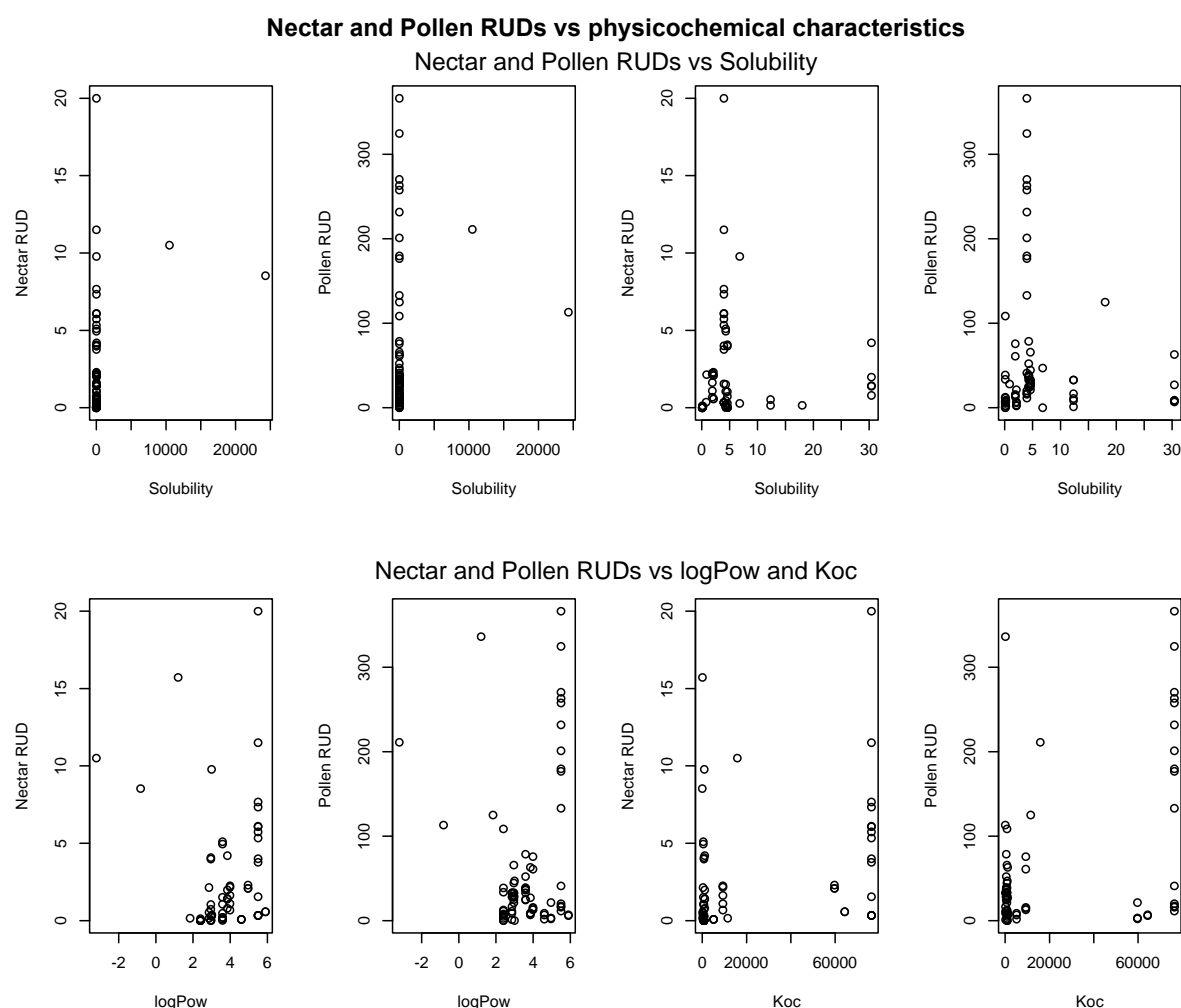 Nectar and Pollen RUDs vs physicochemical characteristics
Nectar and Pollen RUDs vs Solubility
Nectar RUD
0 5 10 15 20
0 10000 20000
Solubility
Pollen RUD
0 100 200 300
0 10000 20000
Solubility
Nectar RUD
0 5 10 15 20
0 5 10 20 30
Solubility
Pollen RUD
0 100 200 300
0 5 10 20 30
Solubility
Nectar and Pollen RUDs vs logPow and Koc
Nectar RUD
0 5 10 15 20
-2 0 2 4 6
logPow
Pollen RUD
0 100 200 300
-2 0 2 4 6
logPow
Nectar RUD
0 5 10 15 20
0 20000 60000
Koc
Pollen RUD
0 100 200 300
0 20000 60000
Koc